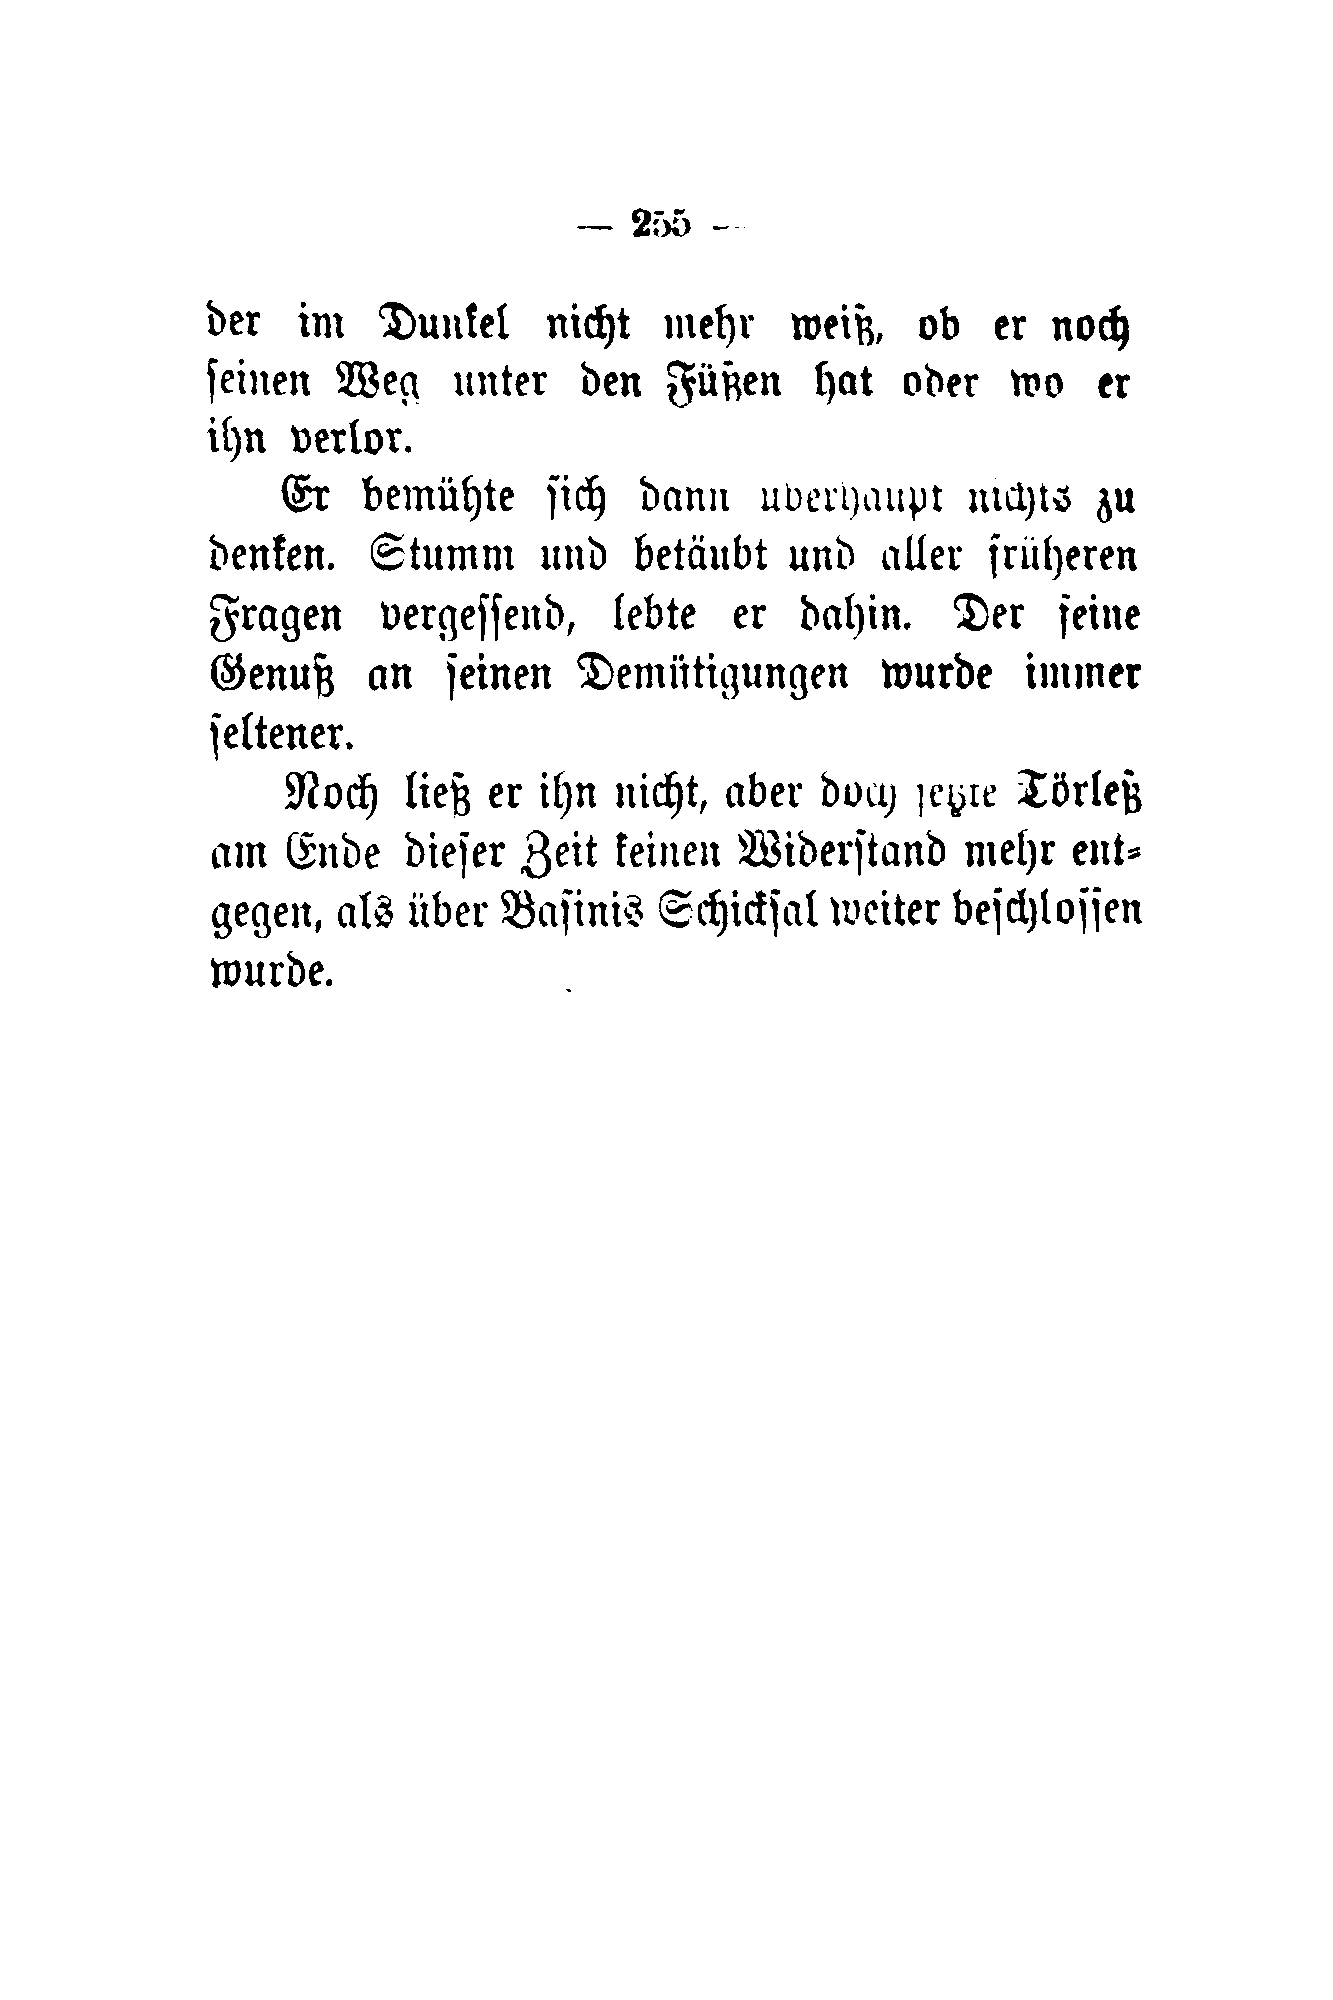 — 255 —
der im Dunkel nicht mehr weiß, ob er noch
seinen Weg unter den Füßen hat oder wo er
ihn verlor.
Er bemühte sich dann überhaupt nichts zu
denken. Stumm und betäubt und aller früheren
Fragen vergessend, lebte er dahin. Der feine
Genuß an seinen Demütigungen wurde immer
seltener.
Noch ließ er ihn nicht, aber doch setzte Törleß
am Ende dieser Zeit keinen Widerstand mehr ent-
gegen, als über Basinis Schicksal weiter beschlossen
wurde.